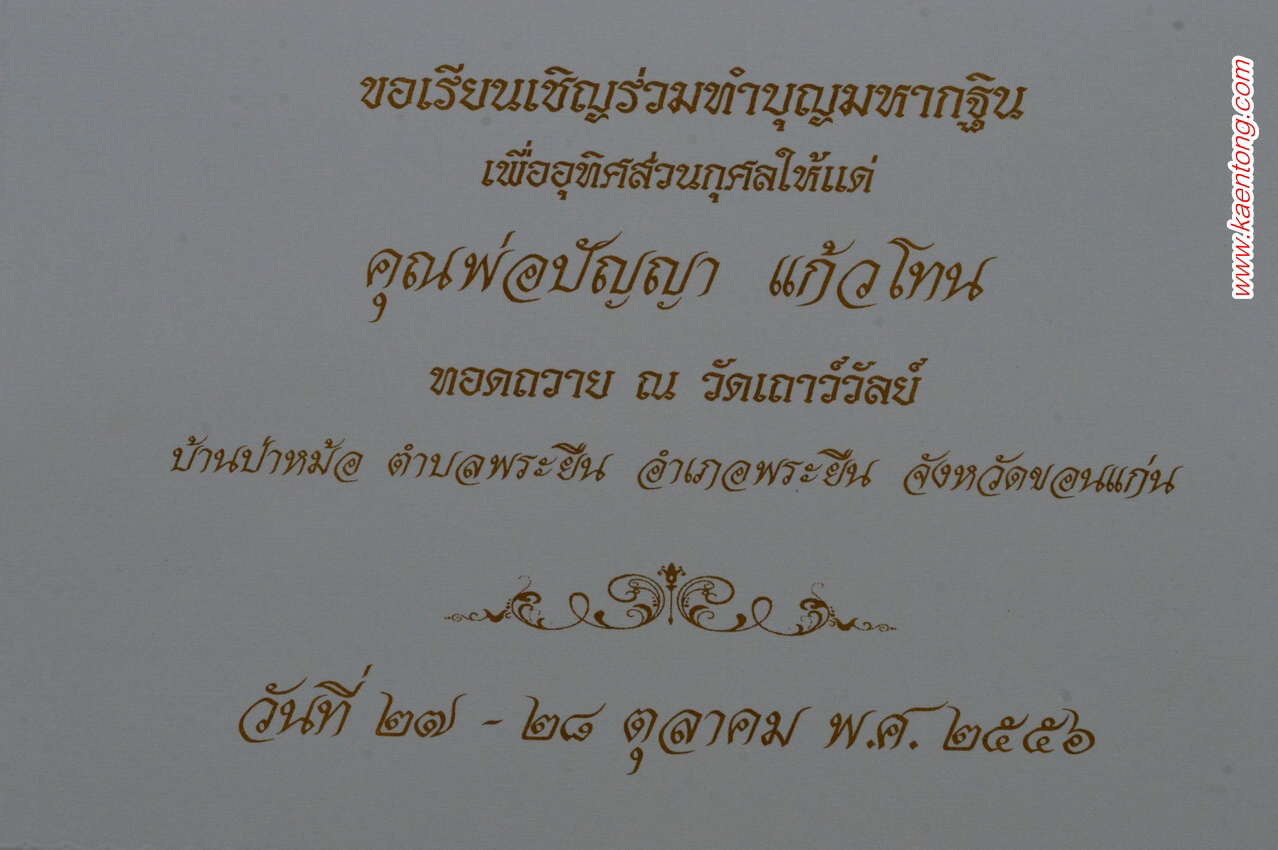 ขอเรียนเชิญร่วมทำบุญมหากฐิน
เพื่ออุทิศส่วนกุศลให้แด่
คุณพ่อปัญญา แก้วโทน
ทอดถวาย ณ วัดเถาว์วัลย์
บ้านป่าหม้อ ตำบลพระยืน อำเภอพระยืน จังหวัดขอนแก่น
วันที่ ๒๗ - ๒๘ ตุลาคม พ.ศ. ๒๕๕๖
www.kaentong.com